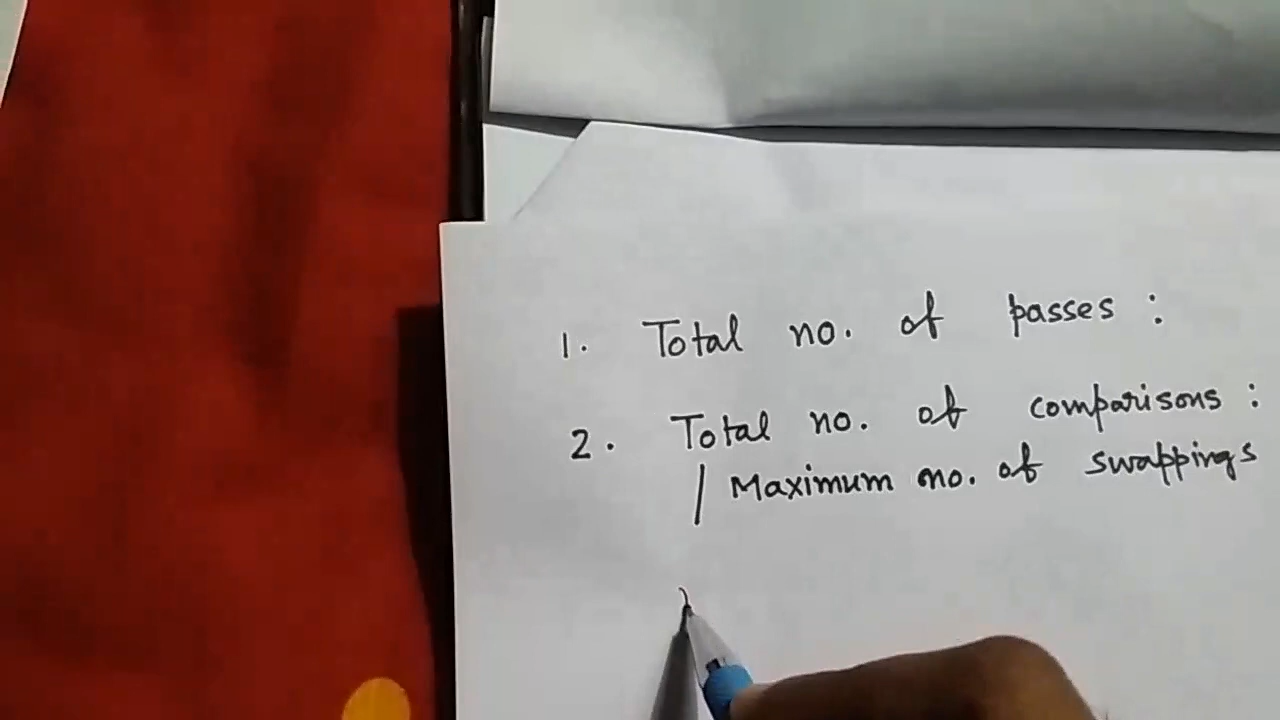 1. Total no. of passes :
2. Total no. of comparisons :
/ Maximum no. of swappings